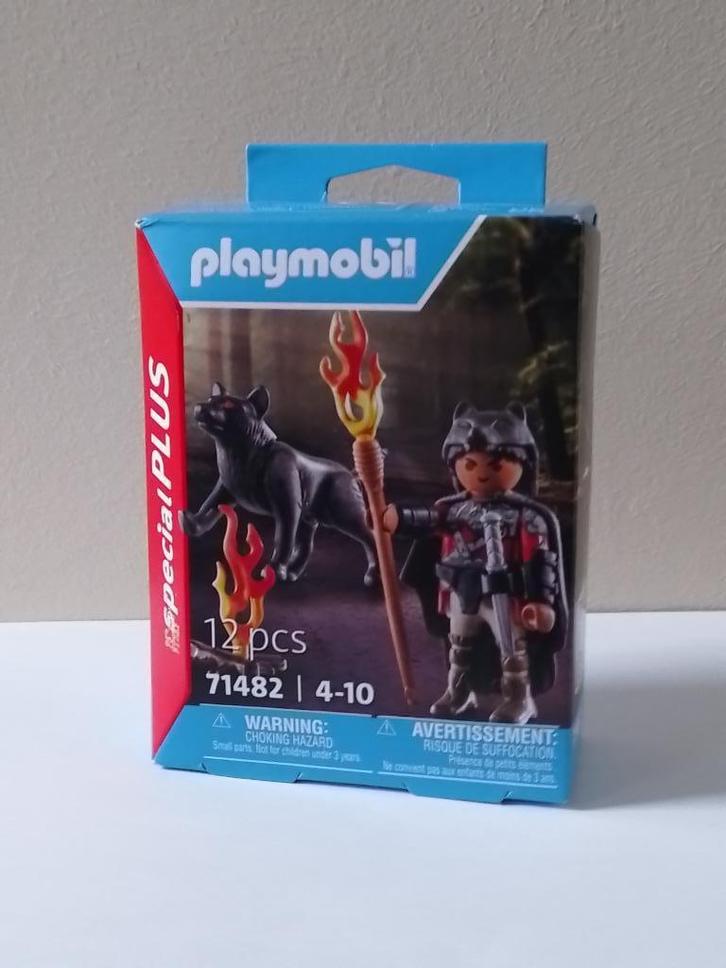 playmobil®
specialPLUS
12 pcs
71482 | 4-10
WARNING:
CHOKING HAZARD
Small parts. Not for children under 3 years.
AVERTISSEMENT:
RISQUE DE SUFFOCATION.
Présence de petits éléments.
Ne convient pas aux enfants de moins de 3 ans.